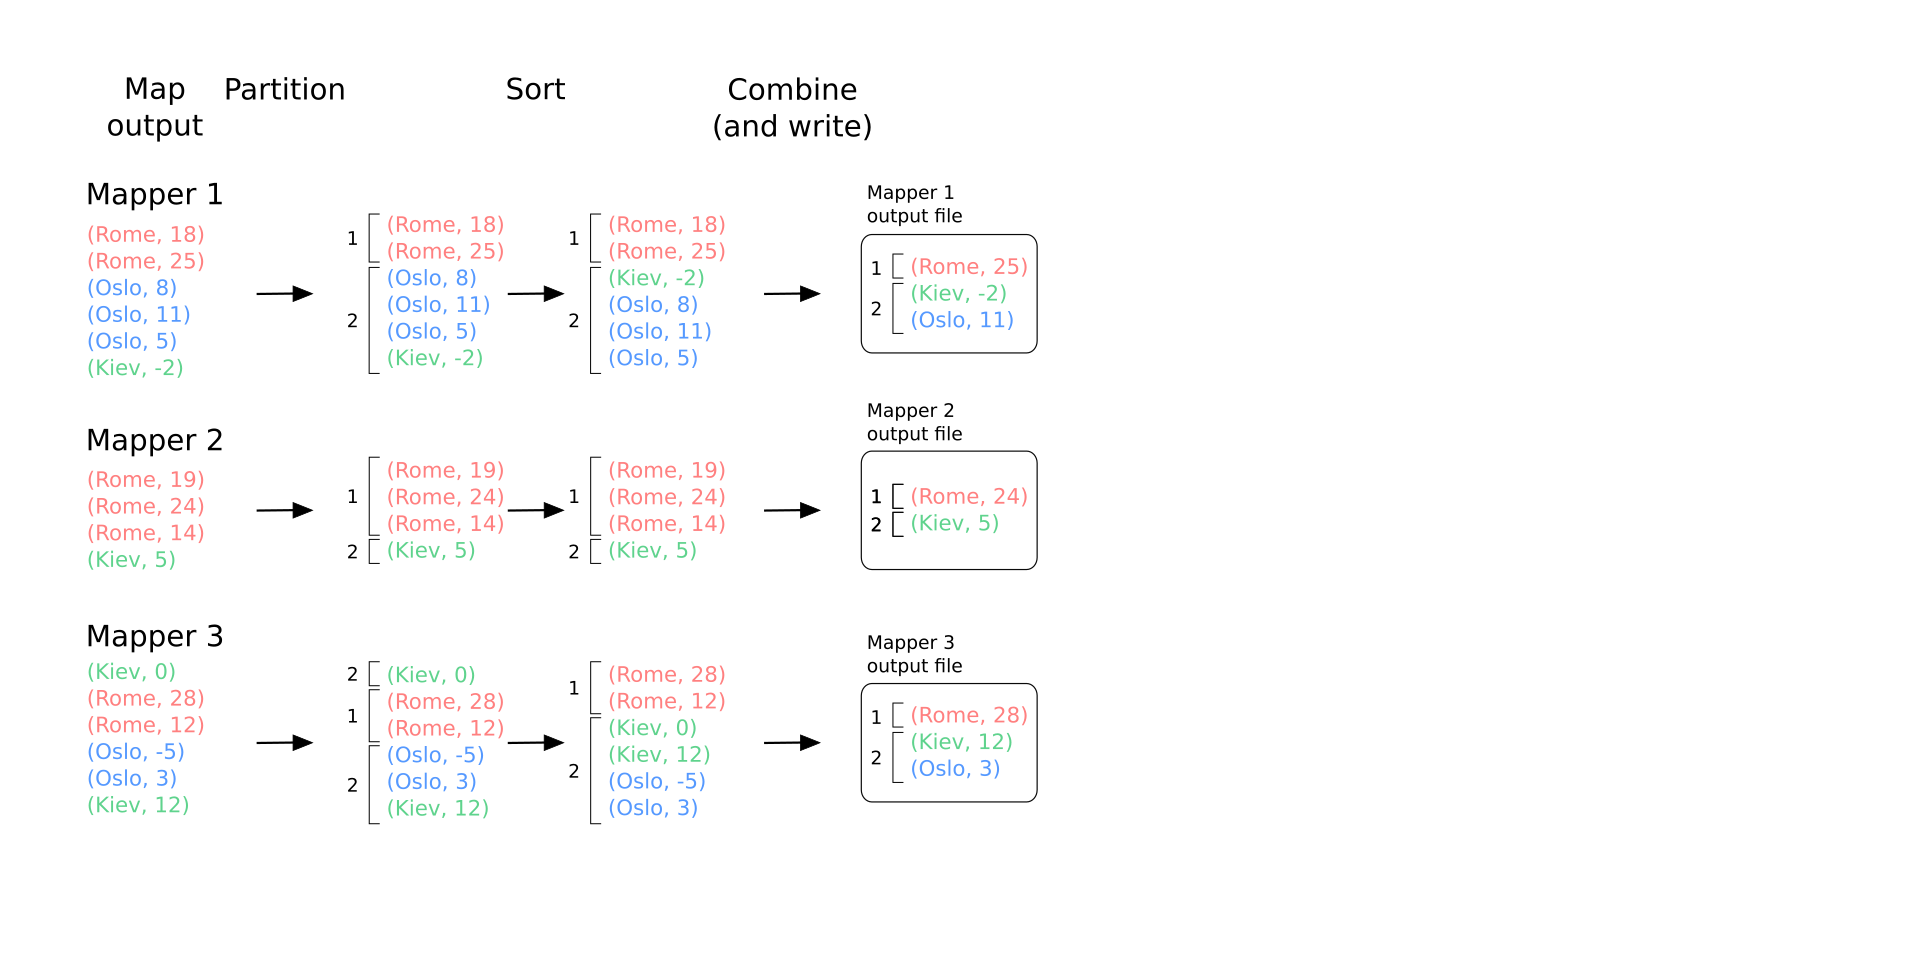 Map
output
Partition
Sort
Combine
(and write)
Mapper 1
(Rome, 18)
(Rome, 25)
(Oslo, 8)
(Oslo, 11)
(Oslo, 5)
(Kiev, -2)
1
(Rome, 18)
(Rome, 25)
2
(Oslo, 8)
(Oslo, 11)
(Oslo, 5)
(Kiev, -2)
1
(Rome, 18)
(Rome, 25)
2
(Kiev, -2)
(Oslo, 8)
(Oslo, 11)
(Oslo, 5)
Mapper 1
output file
1
(Rome, 25)
2
(Kiev, -2)
(Oslo, 11)
Mapper 2
(Rome, 19)
(Rome, 24)
(Rome, 14)
(Kiev, 5)
1
(Rome, 19)
(Rome, 24)
(Rome, 14)
2
(Kiev, 5)
1
(Rome, 19)
(Rome, 24)
(Rome, 14)
2
(Kiev, 5)
Mapper 2
output file
1
(Rome, 24)
2
(Kiev, 5)
Mapper 3
(Kiev, 0)
(Rome, 28)
(Rome, 12)
(Oslo, -5)
(Oslo, 3)
(Kiev, 12)
2
(Kiev, 0)
1
(Rome, 28)
(Rome, 12)
2
(Oslo, -5)
(Oslo, 3)
(Kiev, 12)
1
(Rome, 28)
(Rome, 12)
2
(Kiev, 0)
(Kiev, 12)
(Oslo, -5)
(Oslo, 3)
Mapper 3
output file
1
(Rome, 28)
2
(Kiev, 12)
(Oslo, 3)